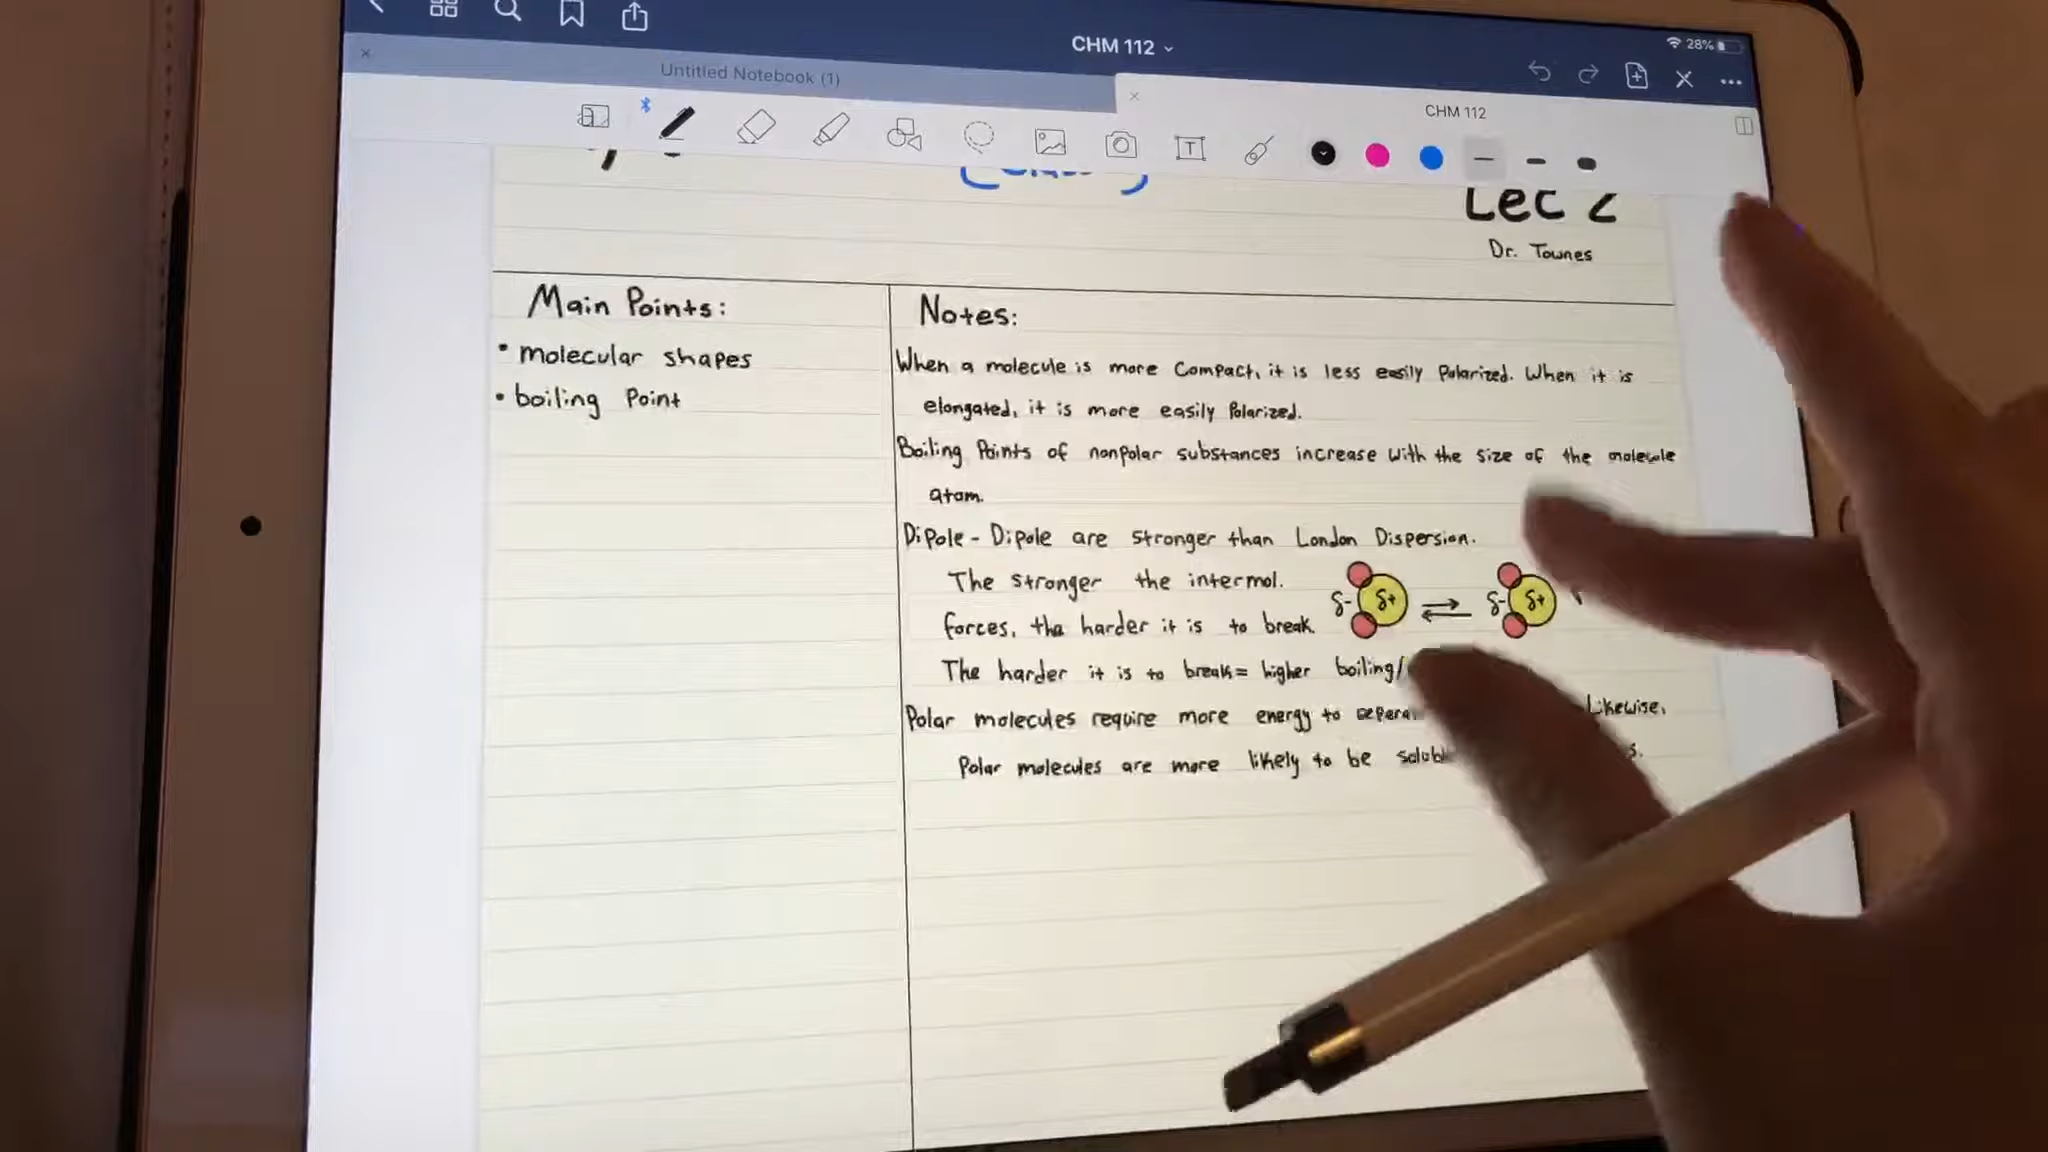 CHM 112
28%
Untitled Notebook (1)
CHM 112
T
Lec 2
Dr. Townes
Main Points:
• molecular shapes
• boiling Point
Notes:
When a molecule is more Compact, it is less easily Polarized. When it is
elongated, it is more easily Polarized.
Boiling Points of nonpolar substances increase with the size of the molecule
atom.
Dipole - Dipole are stronger than London Dispersion.
The stronger the intermol.
forces, the harder it is to break.
δ- δ+ ⇌ δ- δ+
The harder it is to break= higher boiling/
Polar molecules require more energy to Likewise,
Polar molecules are more likely to be